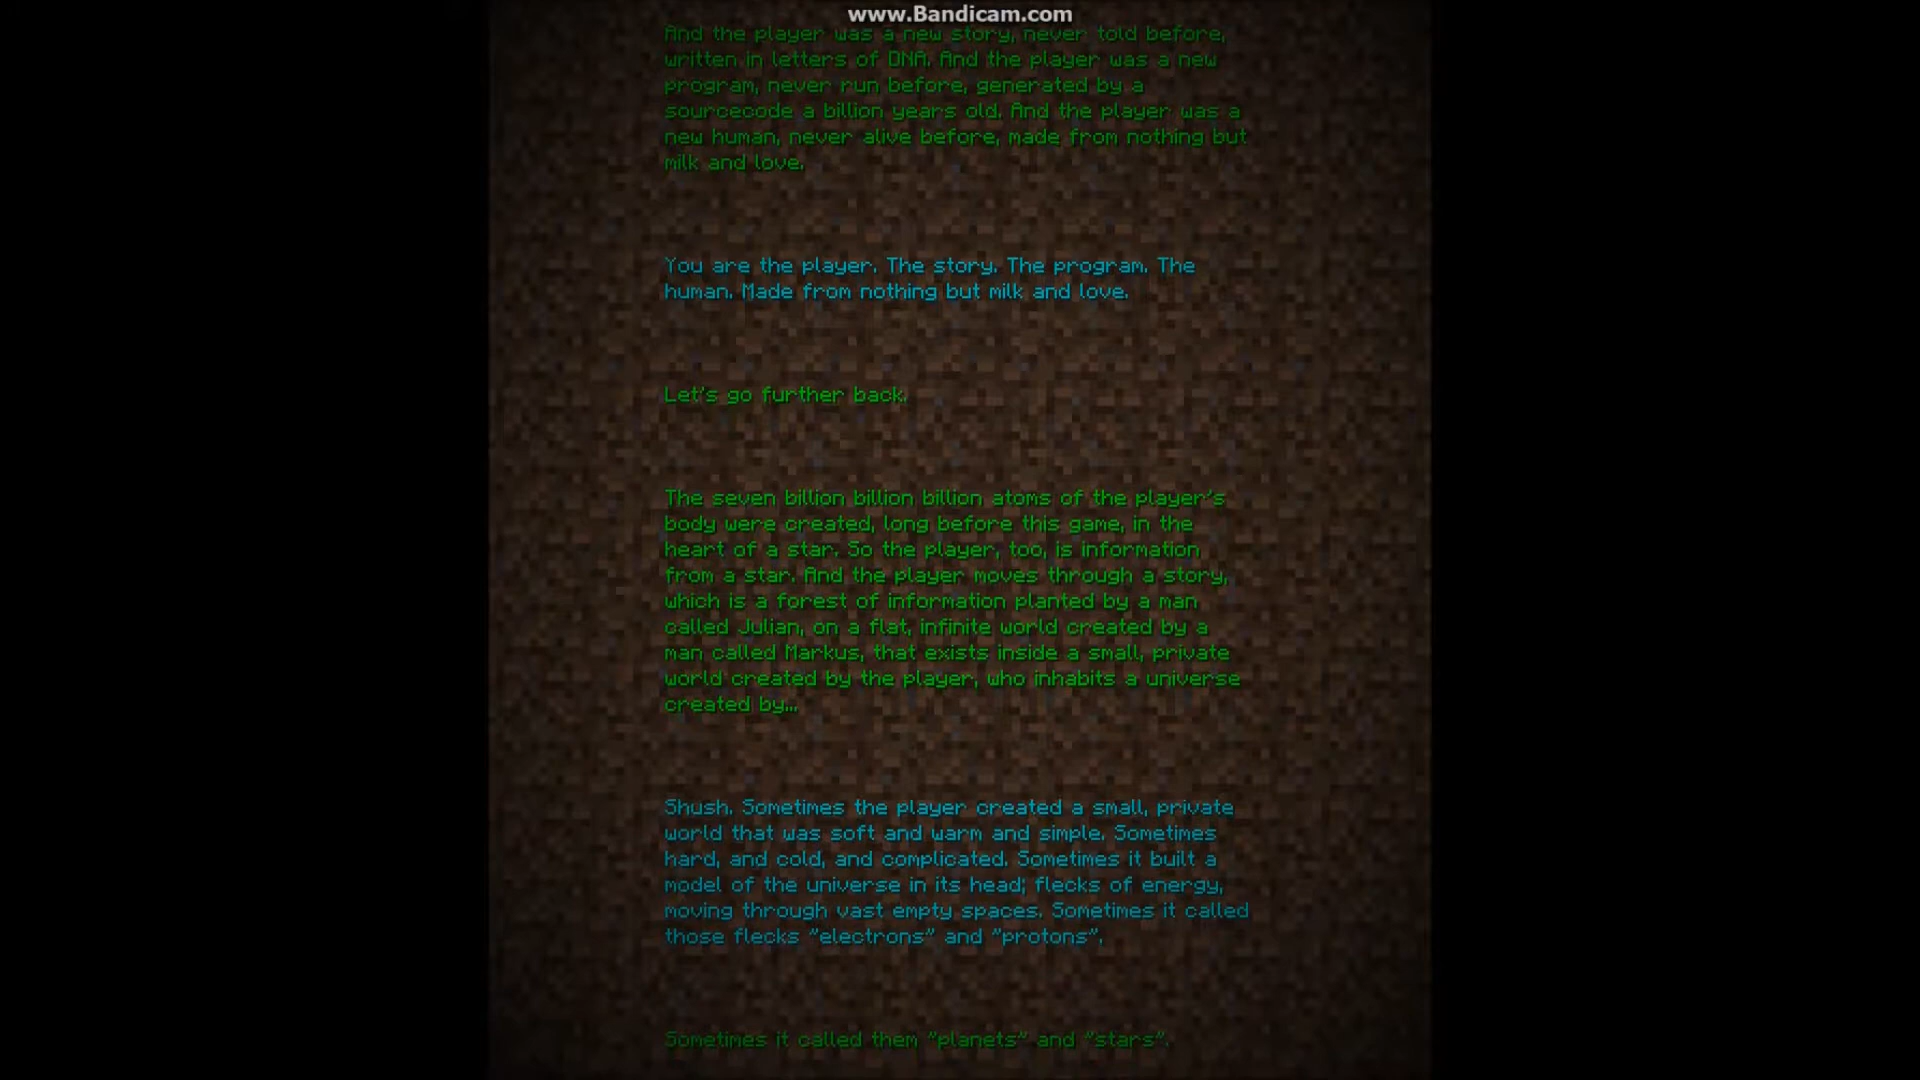 www.Bandicam.com
And the player was a new story, never told before,
written in letters of DNA. And the player was a new
program, never run before, generated by a
sourcecode a billion years old. And the player was a
new human, never alive before, made from nothing but
milk and love.
You are the player. The story. The program. The
human. Made from nothing but milk and love.
Let's go further back.
The seven billion billion billion atoms of the player's
body were created, long before this game, in the
heart of a star. So the player, too, is information
from a star. And the player moves through a story,
which is a forest of information planted by a man
called Julian, on a flat, infinite world created by a
man called Markus, that exists inside a small, private
world created by the player, who inhabits a universe
created by...
Shush. Sometimes the player created a small, private
world that was soft and warm and simple. Sometimes
hard, and cold, and complicated. Sometimes it built a
model of the universe in its head; flecks of energy,
moving through vast empty spaces. Sometimes it called
those flecks "electrons" and "protons".
Sometimes it called them "planets" and "stars".